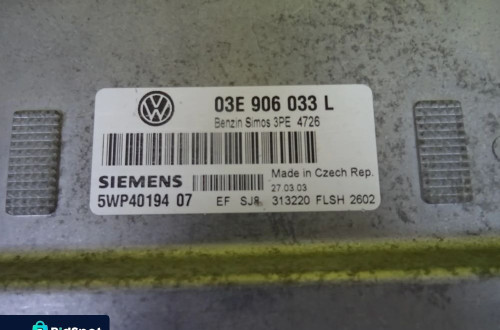 03E 906 033 L
Benzin Simos 3PE 4726
SIEMENS
Made in Czech Rep.
27.03.03
5WP40194 07
EF SJ8 313220 FLSH 2602
BidSpot